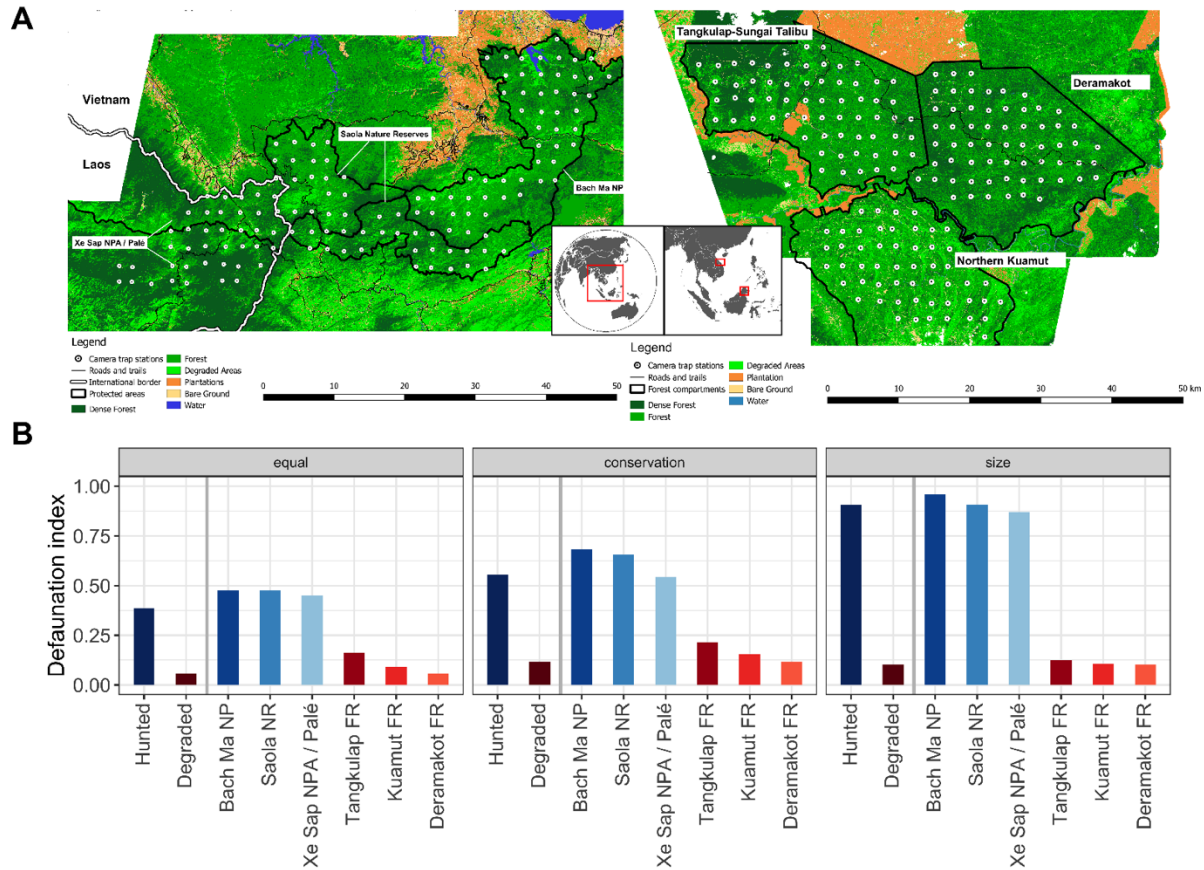 A
Vietnam
Laos
Saola Nature Reserves
Bach Ma NP
Xe Sap NPA / Palé
Tangkulap-Sungai Talibu
Deramakot
Northern Kuamut
Legend
Camera trap stations
Roads and trails
International border
Protected areas
Dense Forest
Forest
Degraded Areas
Plantations
Bare Ground
Water
0 10 20 30 40 50
Legend
Camera trap stations
Roads and trails
Forest compartments
Dense Forest
Forest
Degraded Areas
Plantation
Bare Ground
Water
0 10 20 30 40 50 km
B
equal conservation size
Defaunation index
1.00
0.75
0.50
0.25
0.00
Hunted
Degraded
Bach Ma NP
Saola NR
Xe Sap NPA / Palé
Tangkulap FR
Kuamut FR
Deramakot FR
Hunted
Degraded
Bach Ma NP
Saola NR
Xe Sap NPA / Palé
Tangkulap FR
Kuamut FR
Deramakot FR
Hunted
Degraded
Bach Ma NP
Saola NR
Xe Sap NPA / Palé
Tangkulap FR
Kuamut FR
Deramakot FR